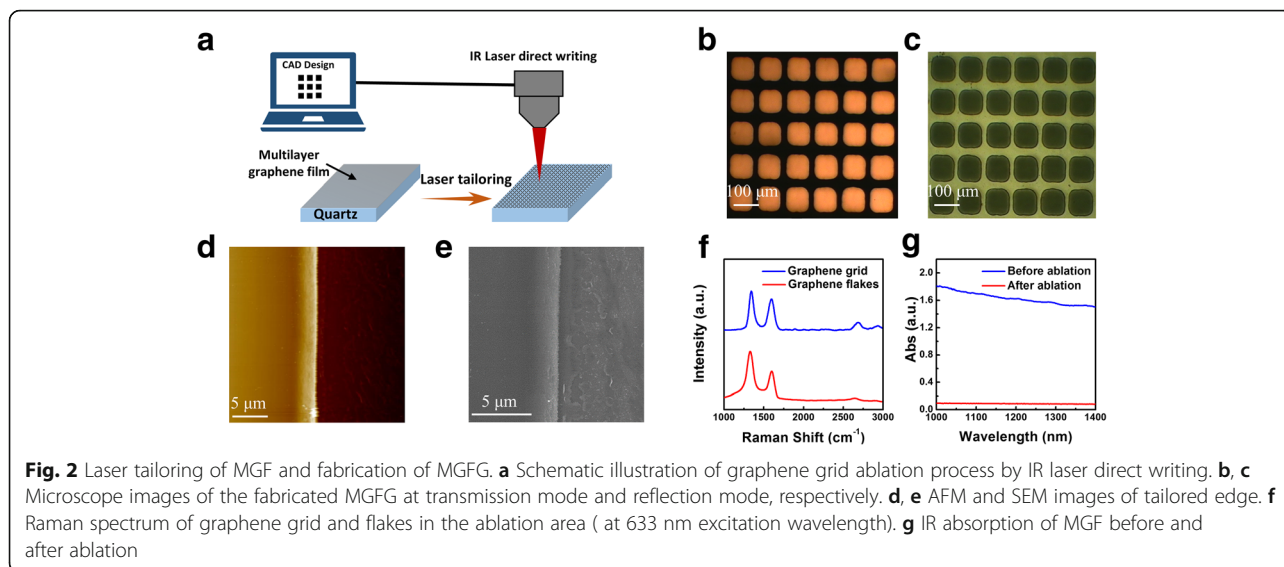 a
CAD Design
IR Laser direct writing
Multilayer
graphene film
Laser tailoring
Quartz
b
100 μm
c
100 μm
d
5 μm
e
5 μm
f
Graphene grid
Graphene flakes
Intensity (a.u.)
1000 1500 2000 2500 3000
Raman Shift (cm-1)
g
Before ablation
After ablation
Abs (a.u.)
2.0
1.6
1.2
0.8
0.4
0.0
1000 1100 1200 1300 1400
Wavelength (nm)
Fig. 2 Laser tailoring of MGF and fabrication of MGFG. a Schematic illustration of graphene grid ablation process by IR laser direct writing. b, c
Microscope images of the fabricated MGFG at transmission mode and reflection mode, respectively. d, e AFM and SEM images of tailored edge. f
Raman spectrum of graphene grid and flakes in the ablation area ( at 633 nm excitation wavelength). g IR absorption of MGF before and
after ablation